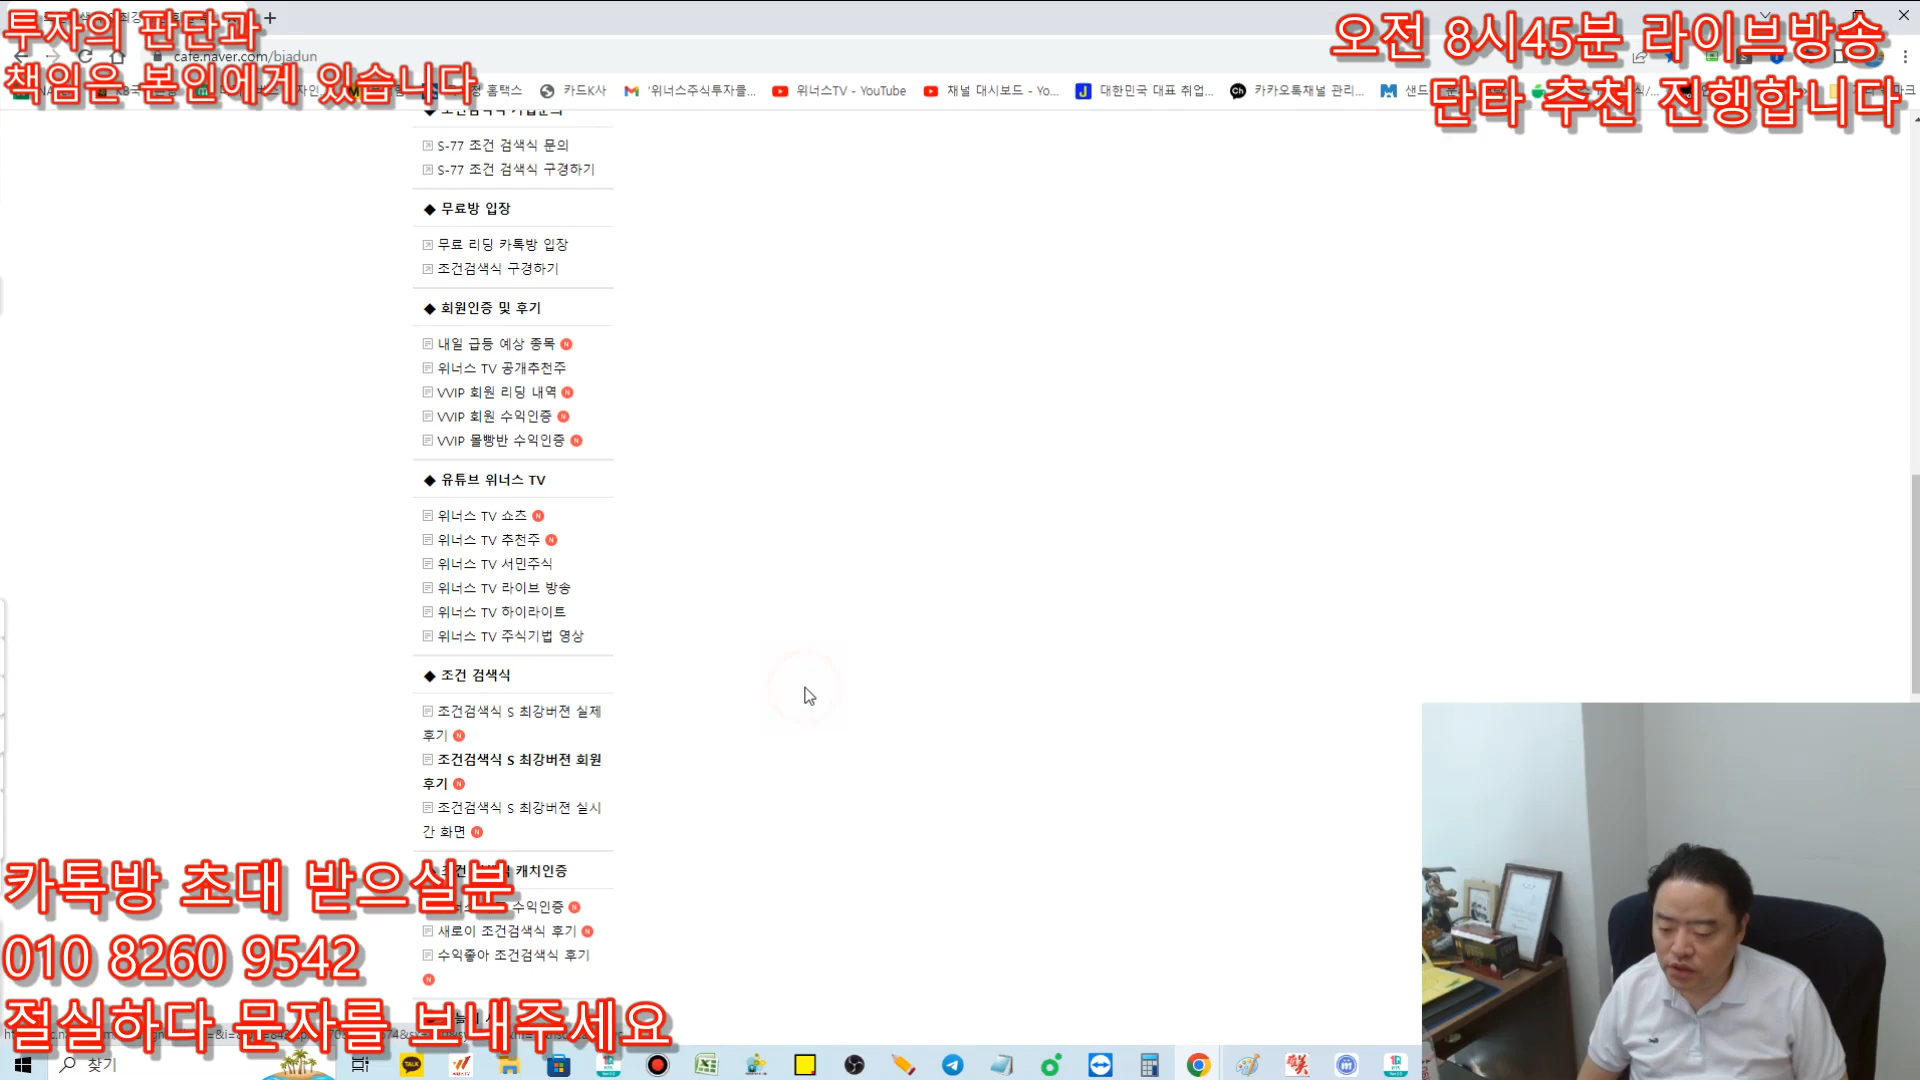 투자의 판단과
책임은 본인에게 있습니다
오전 8시45분 라이브방송
단타 추천 진행합니다
cafe.naver.com/bjadun
홈택스
카드K사
'위너스주식투자를...
위너스TV - YouTube
채널 대시보드 - Yo...
대한민국 대표 취업...
카카오톡채널 관리...
S-77 조건 검색식 문의
S-77 조건 검색식 구경하기
◆ 무료방 입장
무료 리딩 카톡방 입장
조건검색식 구경하기
◆ 회원인증 및 후기
내일 급등 예상 종목 N
위너스 TV 공개추천주
VVIP 회원 리딩 내역 N
VVIP 회원 수익인증 N
VVIP 몰빵반 수익인증 N
◆ 유튜브 위너스 TV
위너스 TV 쇼츠 N
위너스 TV 추천주 N
위너스 TV 서민주식
위너스 TV 라이브 방송
위너스 TV 하이라이트
위너스 TV 주식기법 영상
◆ 조건 검색식
조건검색식 S 최강버젼 실제
후기 N
조건검색식 S 최강버젼 회원
후기 N
조건검색식 S 최강버젼 실시
간 화면 N
캐치인증
수익인증 N
새로이 조건검색식 후기 N
수익좋아 조건검색식 후기
N
카톡방 초대 받으실분
010 8260 9542
절실하다 문자를 보내주세요
찾기